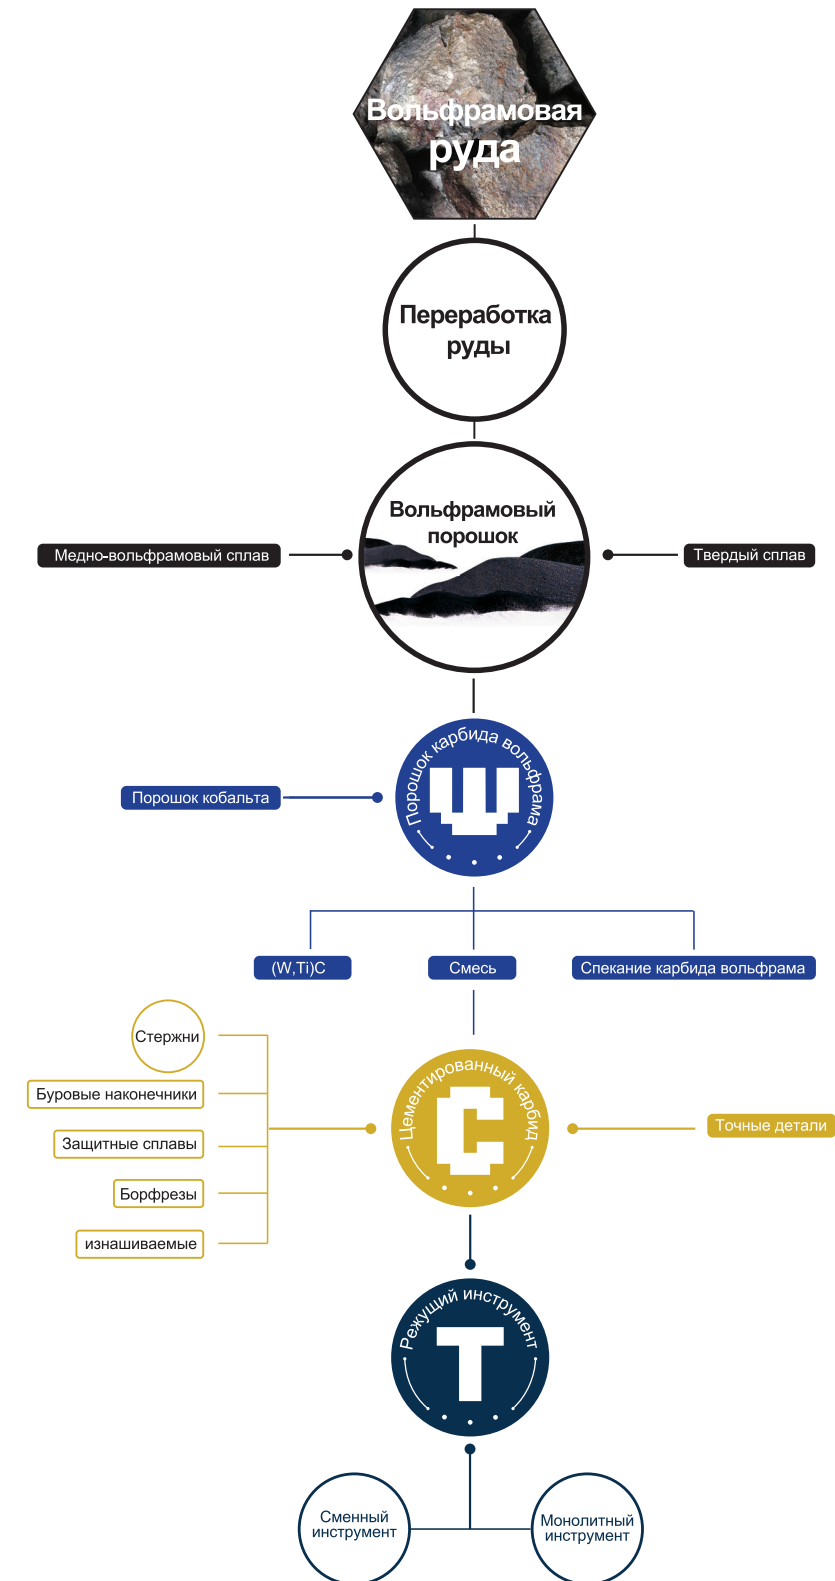 Вольфрамовая
руда
Переработка
руды
Вольфрамовый
порошок
Медно-вольфрамовый сплав
Твердый сплав
Порошок карбида вольфрама
Порошок кобальта
(W,Ti)C
Смесь
Спекание карбида вольфрама
Стержни
Буровые наконечники
Защитные сплавы
Борфрезы
изнашиваемые
Цементированный карбид
C
Точные детали
Режущий инструмент
T
Сменный
инструмент
Монолитный
инструмент